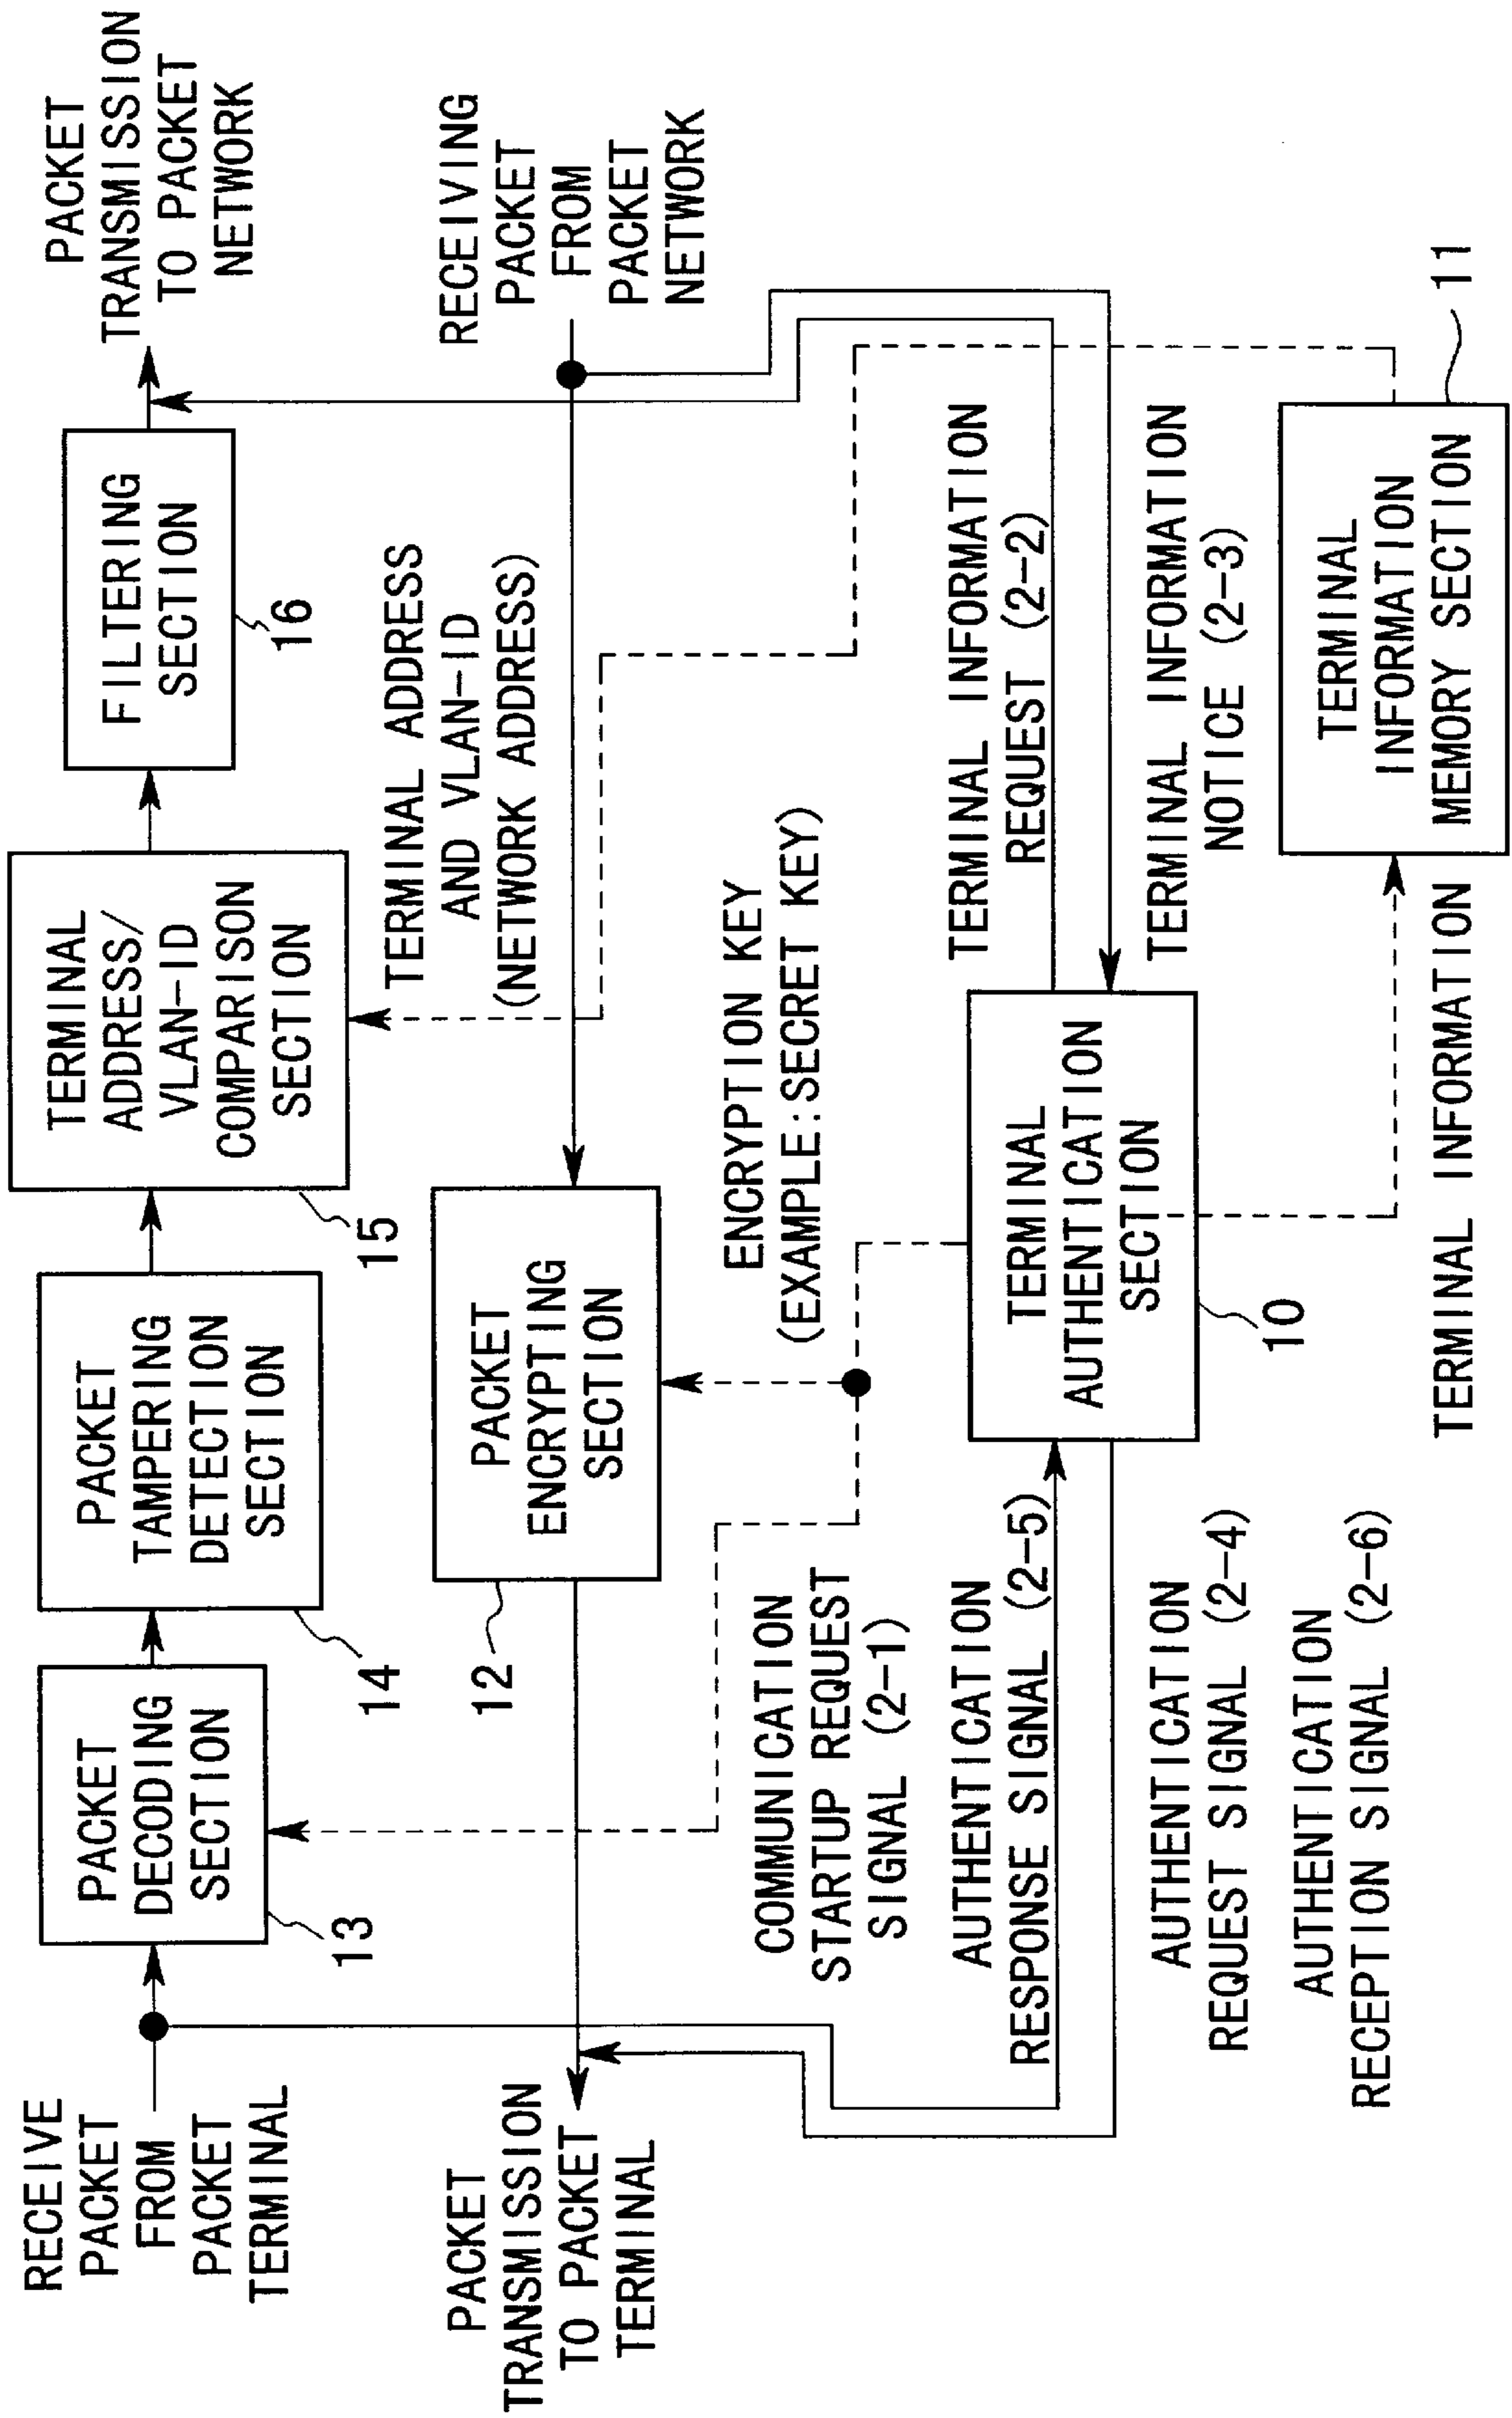 RECEIVE
PACKET
FROM
PACKET
TERMINAL
PACKET
DECODING
SECTION
13
PACKET
TAMPERING
DETECTION
SECTION
14
TERMINAL
ADDRESS/
VLAN-ID
COMPARISON
SECTION
15
FILTERING
SECTION
16
PACKET
TRANSMISSION
TO PACKET
NETWORK
PACKET
TRANSMISSION
TO PACKET
TERMINAL
12
PACKET
ENCRYPTING
SECTION
TERMINAL ADDRESS
AND VLAN-ID
(NETWORK ADDRESS)
RECEIVING
PACKET
FROM
PACKET
NETWORK
ENCRYPTION KEY
(EXAMPLE:SECRET KEY)
COMMUNICATION
STARTUP REQUEST
SIGNAL (2-1)
AUTHENTICATION
RESPONSE SIGNAL (2-5)
AUTHENTICATION
REQUEST SIGNAL (2-4)
AUTHENTICATION
RECEPTION SIGNAL (2-6)
TERMINAL
AUTHENTICATION
SECTION
10
TERMINAL INFORMATION
REQUEST (2-2)
TERMINAL INFORMATION
NOTICE (2-3)
TERMINAL INFORMATION
TERMINAL
INFORMATION
MEMORY SECTION
11